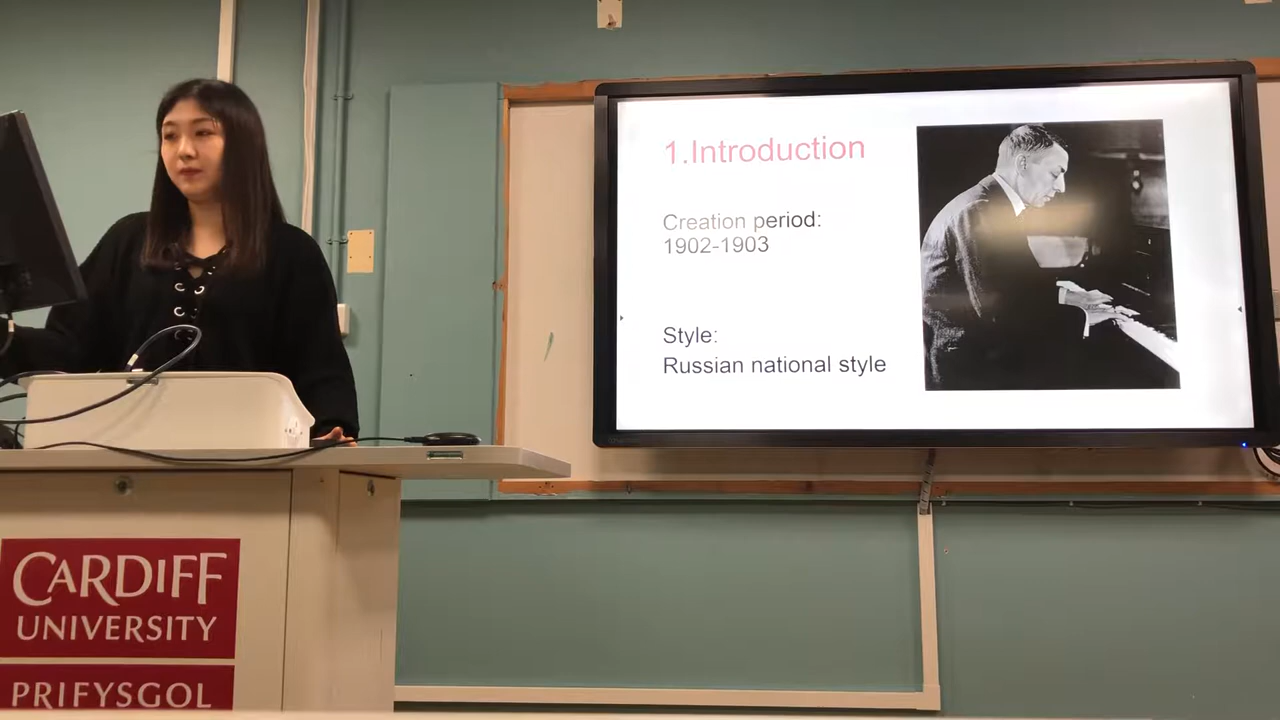 1.Introduction
Creation period:
1902-1903
Style:
Russian national style
CARDIFF
UNIVERSITY
PRIFYSGOL